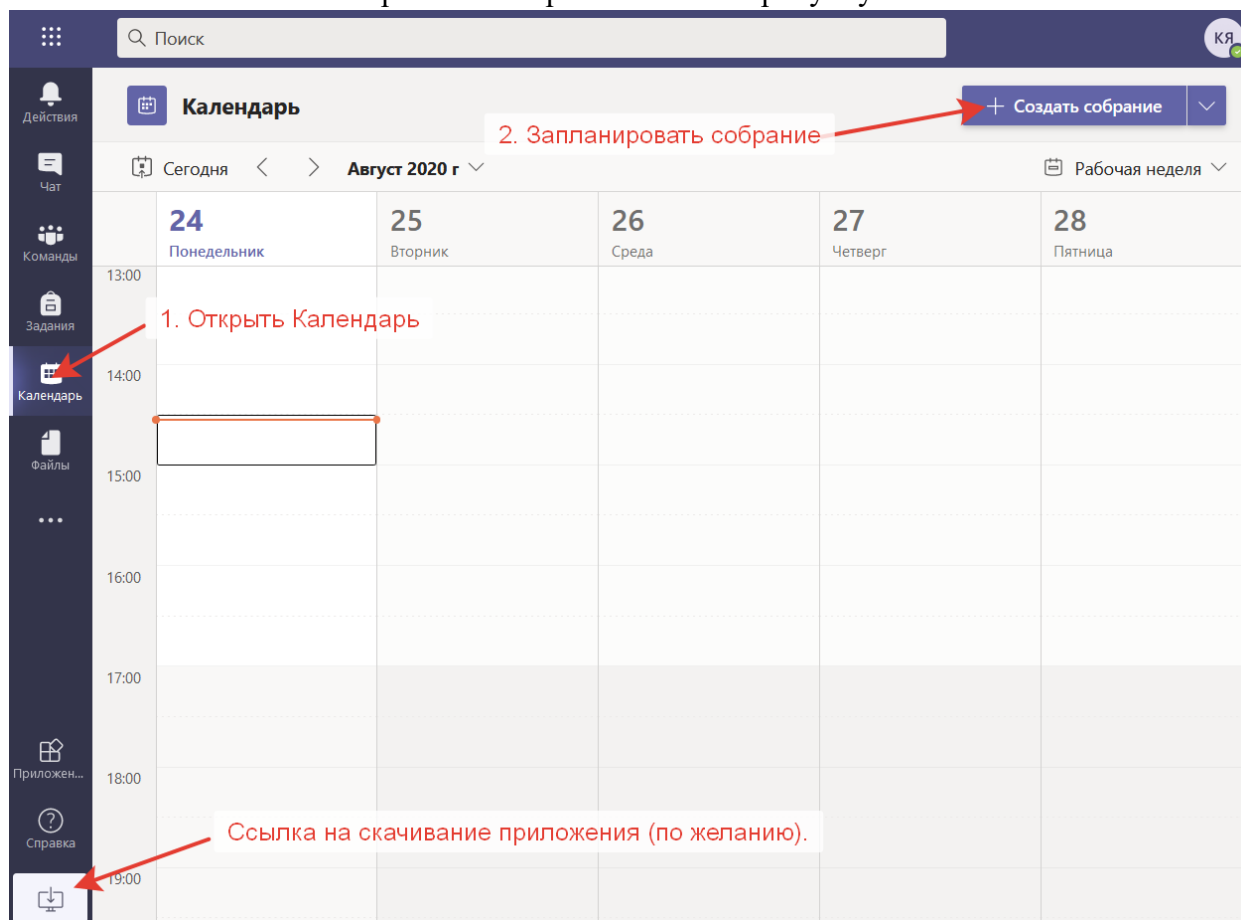 Поиск
КЯ
Действия
Календарь
+ Создать собрание
2. Запланировать собрание
Чат
Сегодня < > Август 2020 г
Рабочая неделя
Команды
24 25 26 27 28
Понедельник Вторник Среда Четверг Пятница
13:00
Задания
1. Открыть Календарь
14:00
Календарь
Файлы
15:00
16:00
17:00
Приложен...
18:00
Справка
Ссылка на скачивание приложения (по желанию).
19:00